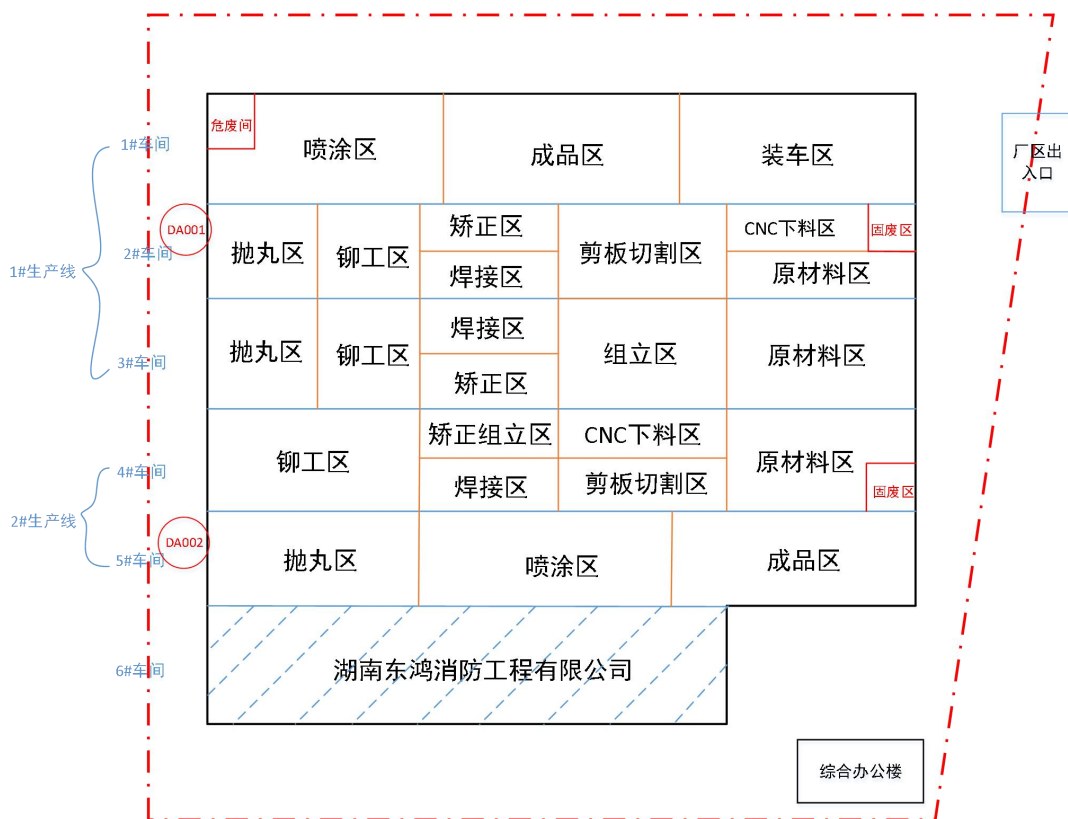 危废间
1#车间
喷涂区
成品区
装车区
厂区出
入口
DA001
2#车间
抛丸区
铆工区
矫正区
焊接区
剪板切割区
CNC下料区
固废区
原材料区
1#生产线
3#车间
抛丸区
铆工区
焊接区
矫正区
组立区
原材料区
4#车间
铆工区
矫正组立区
焊接区
CNC下料区
剪板切割区
原材料区
固废区
2#生产线
DA002
5#车间
抛丸区
喷涂区
成品区
6#车间
湖南东鸿消防工程有限公司
综合办公楼